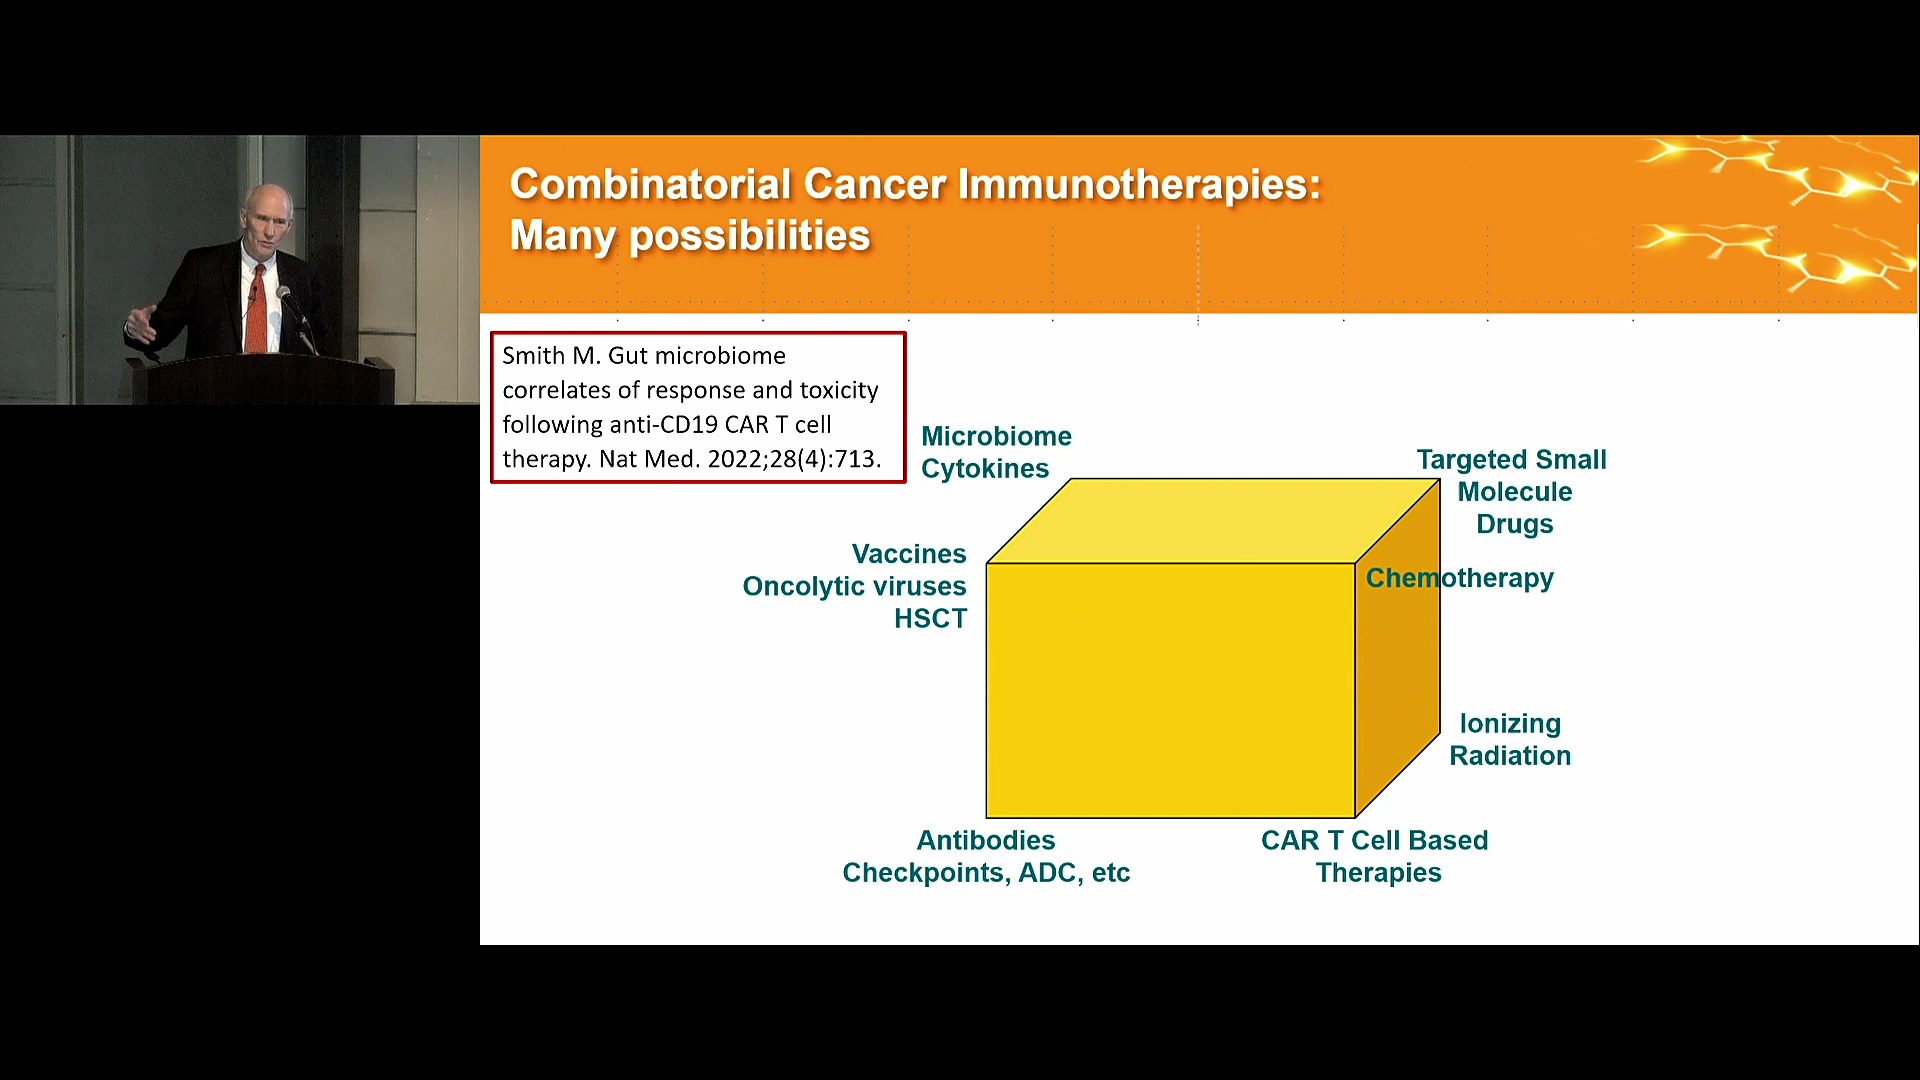 Combinatorial Cancer Immunotherapies:
Many possibilities
Smith M. Gut microbiome
correlates of response and toxicity
following anti-CD19 CAR T cell
therapy. Nat Med. 2022;28(4):713.
Microbiome
Cytokines
Targeted Small
Molecule
Drugs
Vaccines
Oncolytic viruses
HSCT
Chemotherapy
Ionizing
Radiation
Antibodies
Checkpoints, ADC, etc
CAR T Cell Based
Therapies